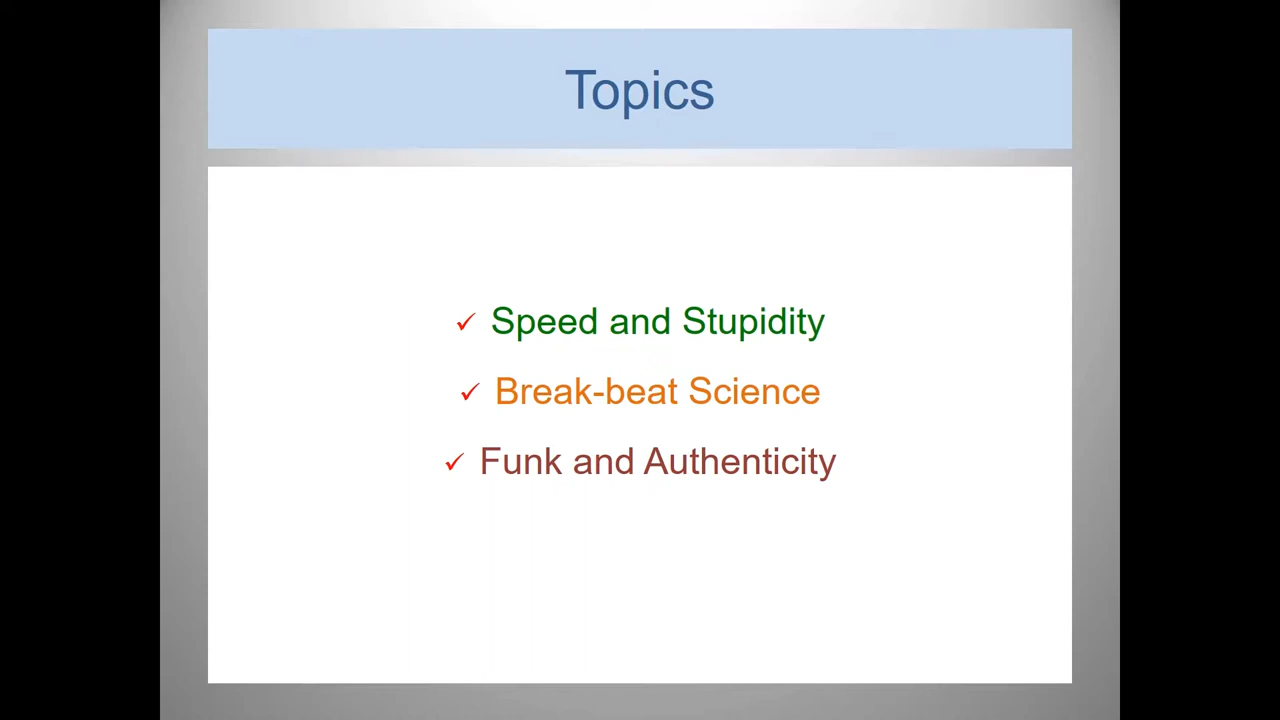 Topics
✓ Speed and Stupidity
✓ Break-beat Science
✓ Funk and Authenticity